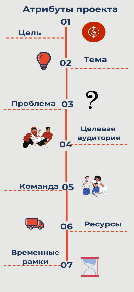 Атрибуты проекта
01
Цель
Тема
02
Проблема
03
Целевая
аудитория
04
Команда
05
06
Ресурсы
Временные
рамки
07